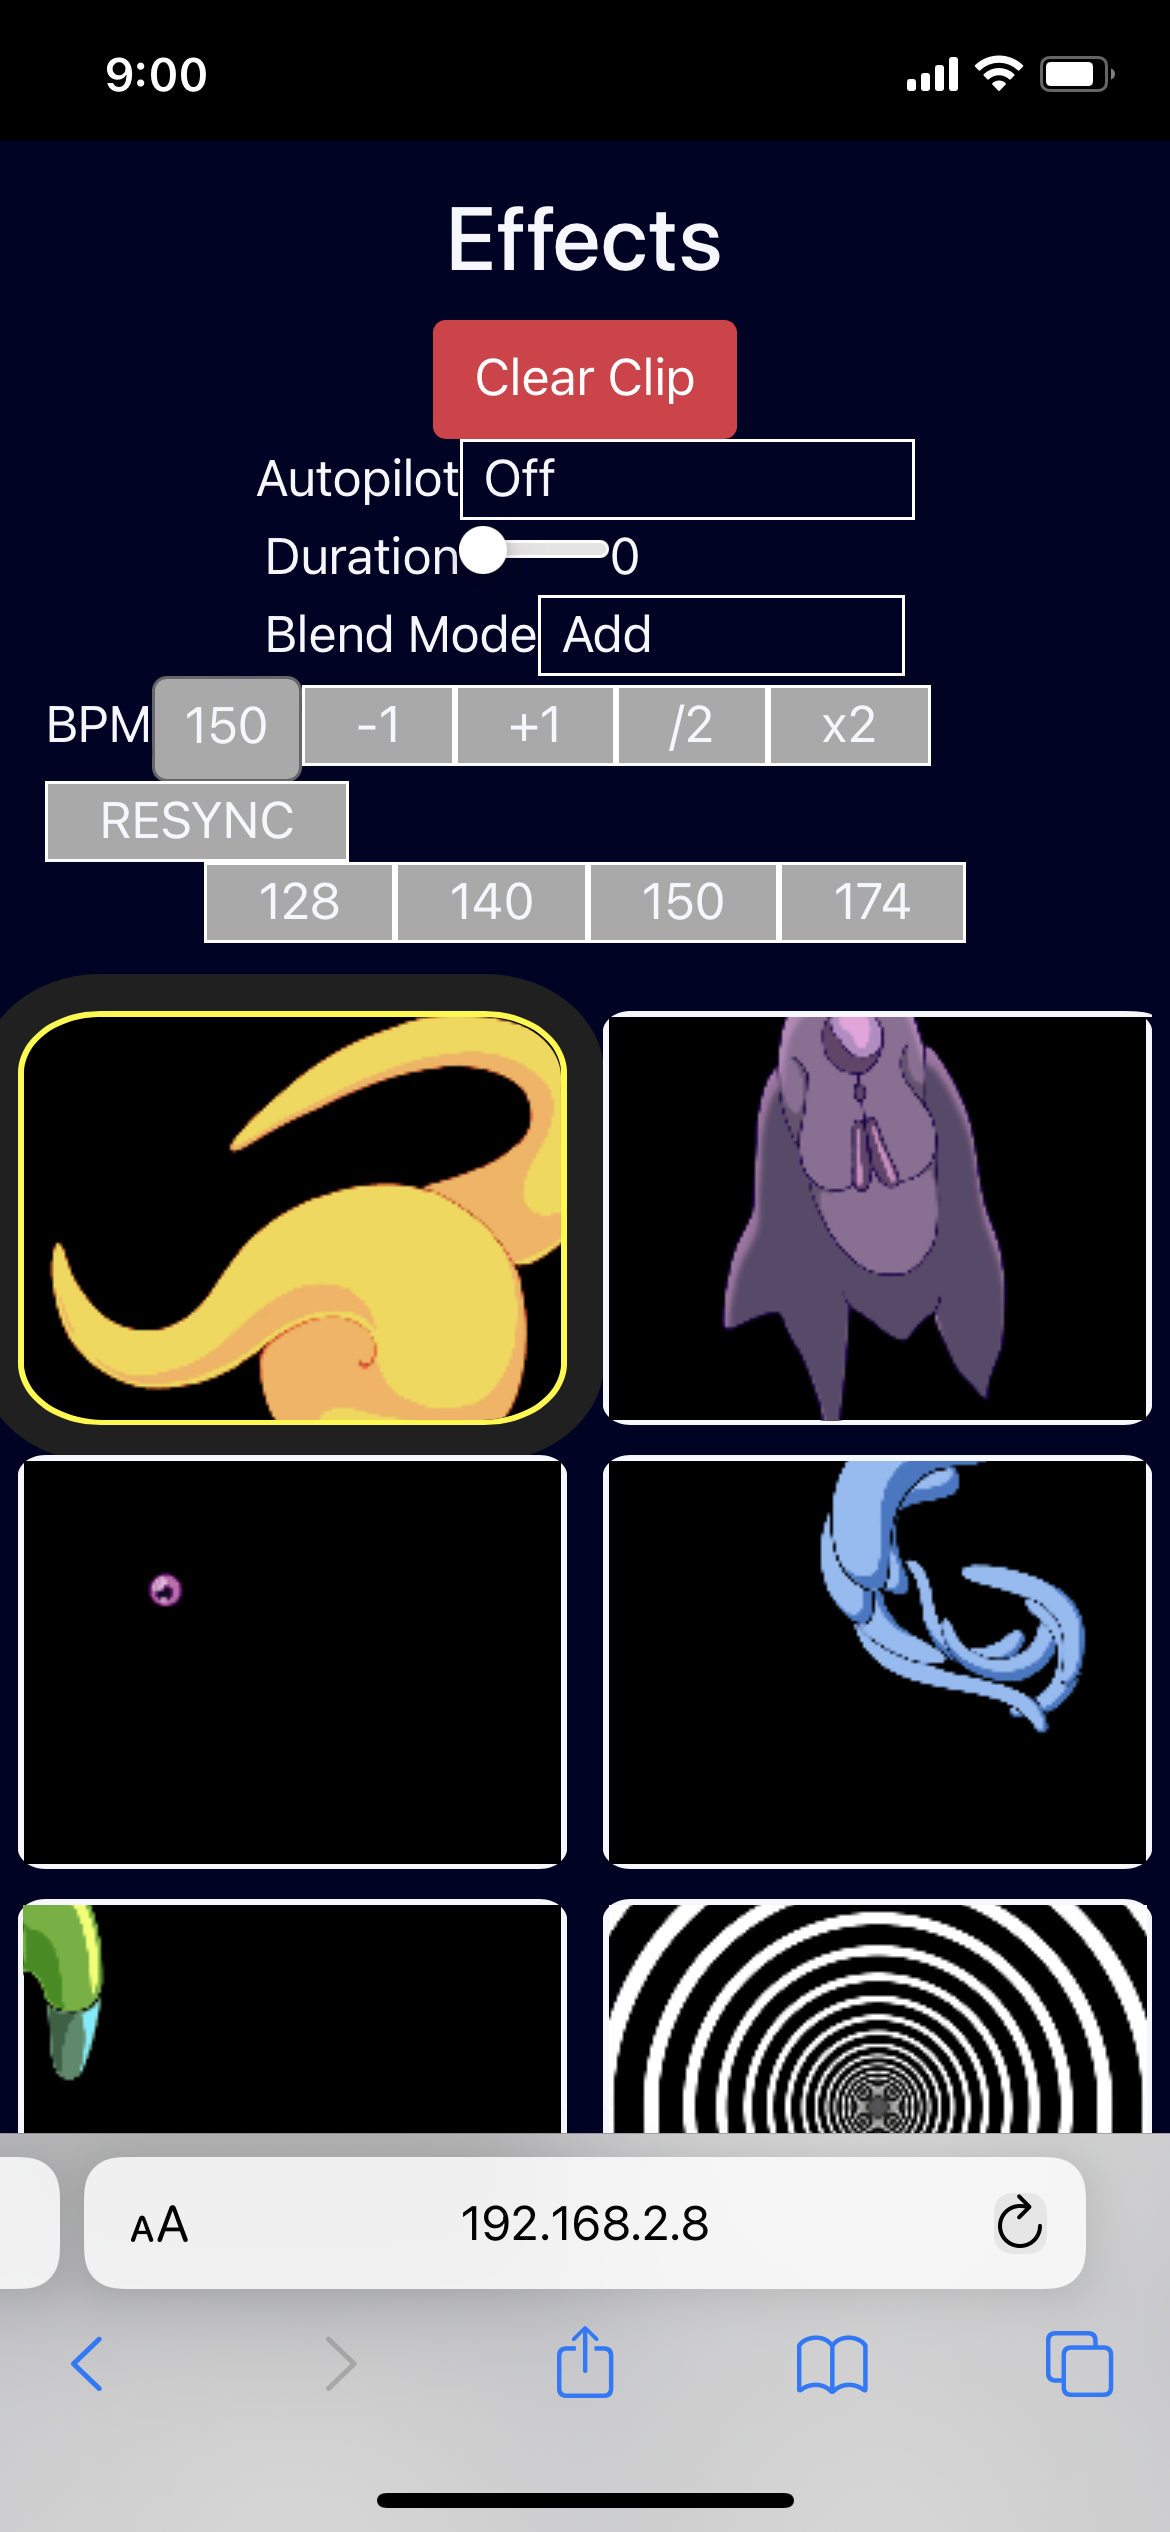 9:00
Effects
Clear Clip
Autopilot Off
Duration 0
Blend Mode Add
BPM 150 -1 +1 /2 x2
RESYNC
128 140 150 174
AA 192.168.2.8